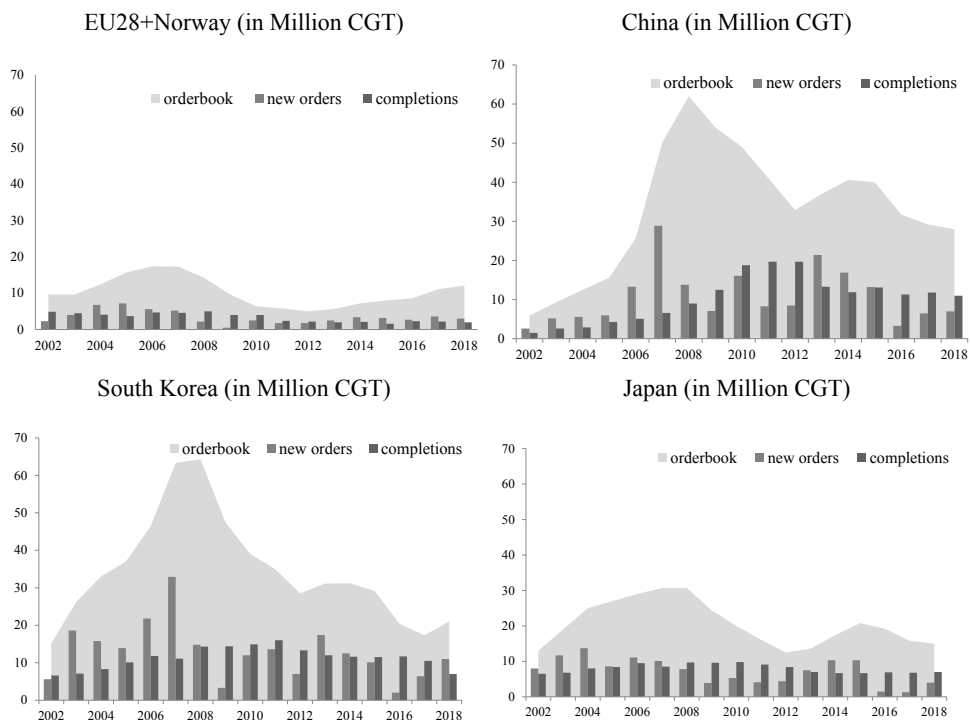 EU28+Norway (in Million CGT)
70
60
50
40
30
20
10
0
orderbook new orders completions
2002 2004 2006 2008 2010 2012 2014 2016 2018
China (in Million CGT)
70
60
50
40
30
20
10
0
orderbook new orders completions
2002 2004 2006 2008 2010 2012 2014 2016 2018
South Korea (in Million CGT)
70
60
50
40
30
20
10
0
orderbook new orders completions
2002 2004 2006 2008 2010 2012 2014 2016 2018
Japan (in Million CGT)
70
60
50
40
30
20
10
0
orderbook new orders completions
2002 2004 2006 2008 2010 2012 2014 2016 2018